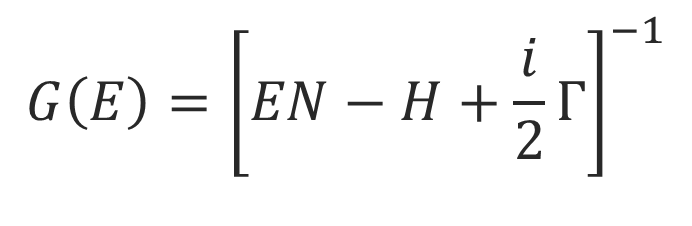 G(E) = [EN − H + i/2 Γ]⁻¹